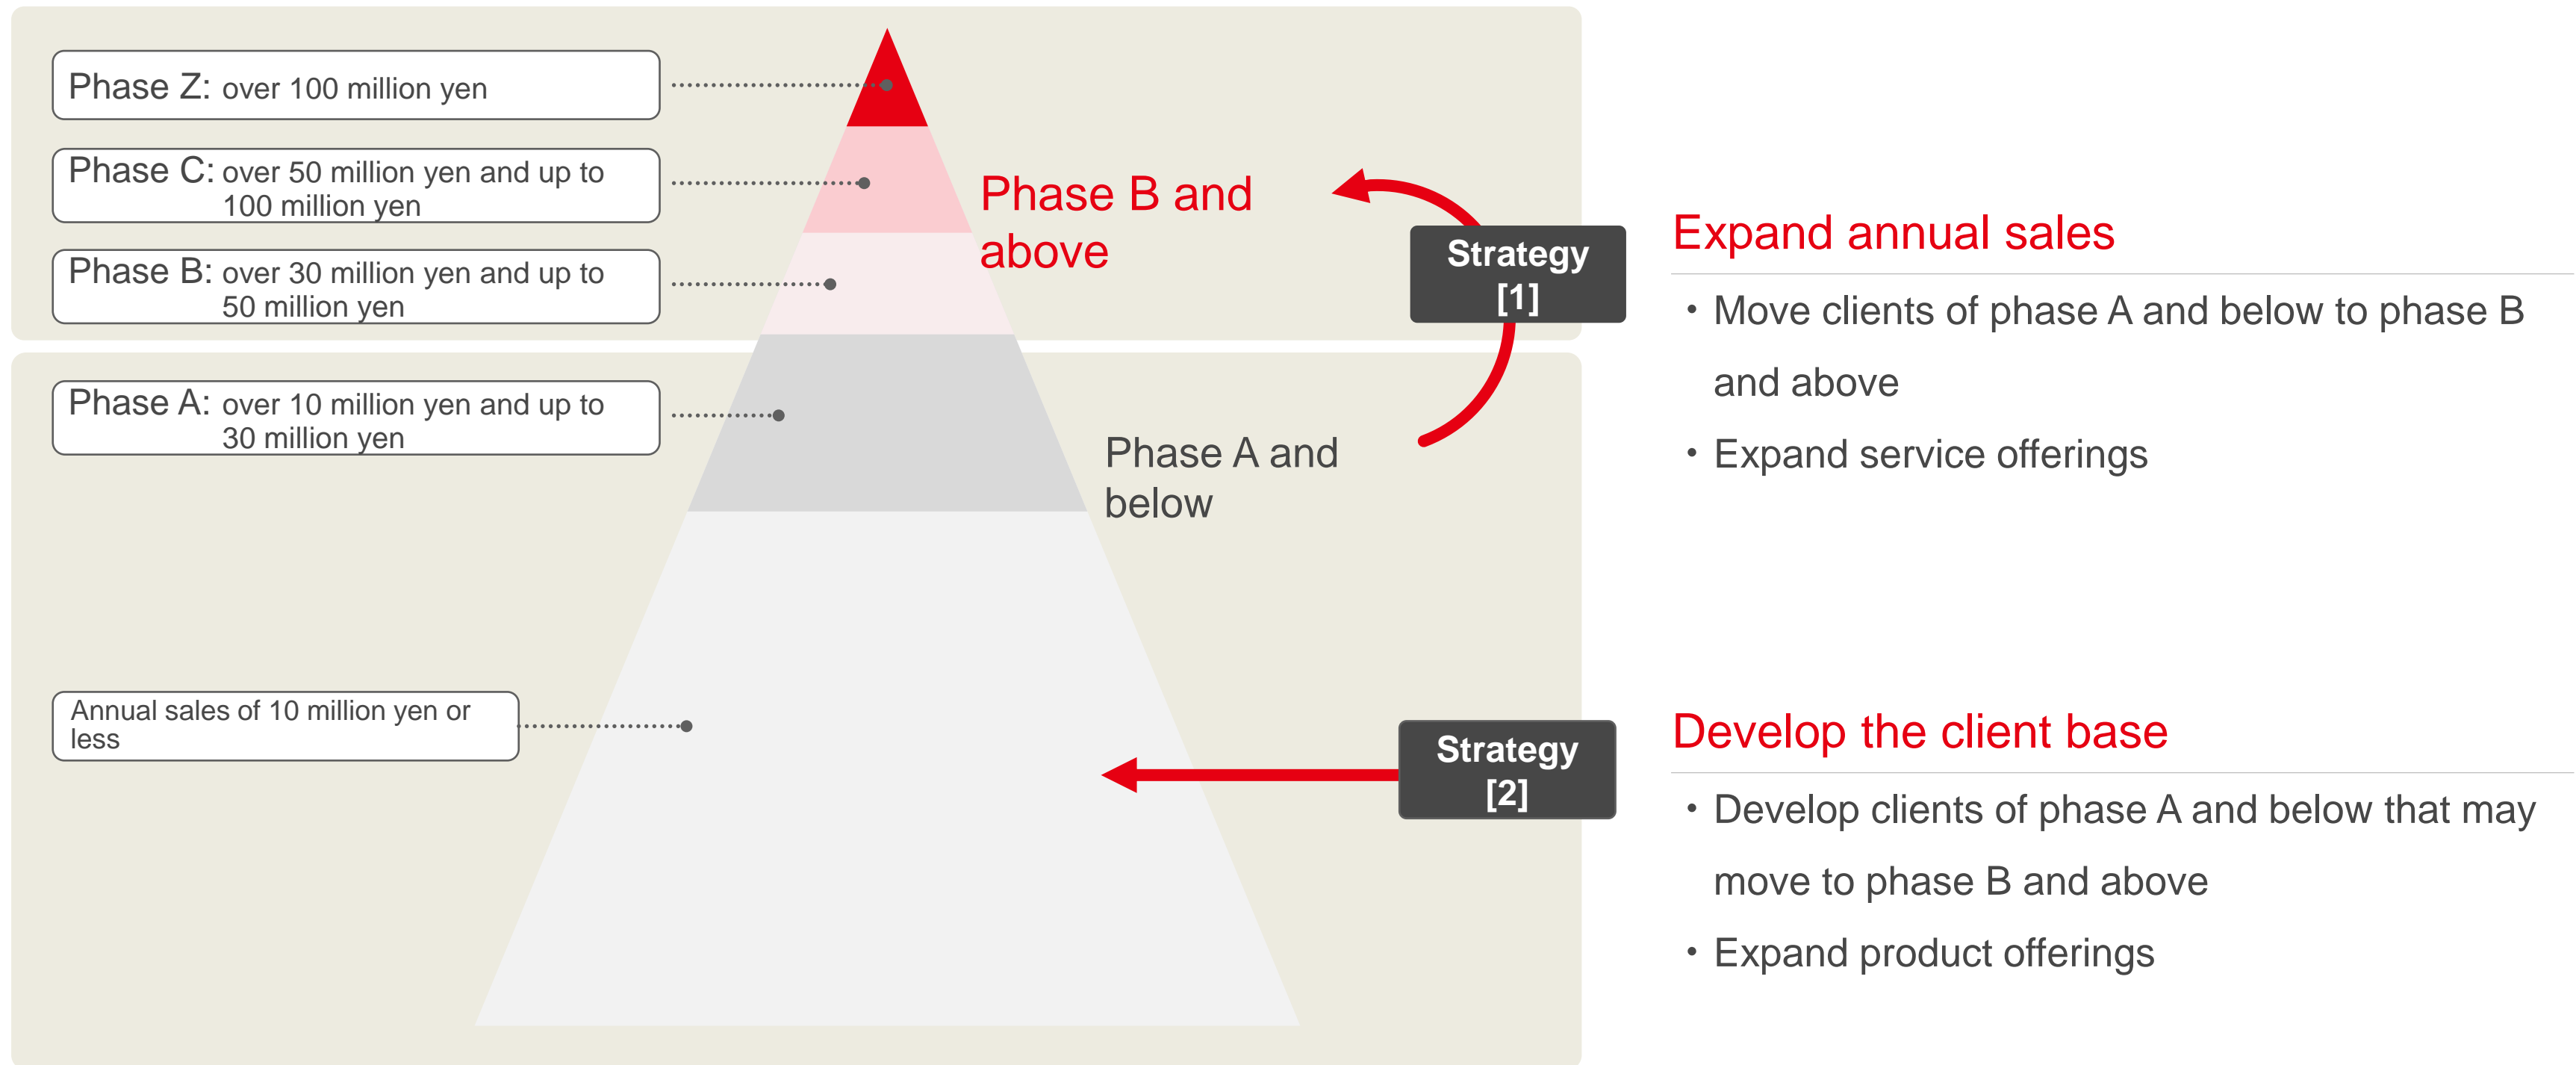 Phase Z: over 100 million yen
Phase C: over 50 million yen and up to
100 million yen
Phase B: over 30 million yen and up to
50 million yen
Phase B and
above
Strategy
[1]
Expand annual sales
・Move clients of phase A and below to phase B
and above
・Expand service offerings
Phase A: over 10 million yen and up to
30 million yen
Phase A and
below
Annual sales of 10 million yen or
less
Strategy
[2]
Develop the client base
・Develop clients of phase A and below that may
move to phase B and above
・Expand product offerings